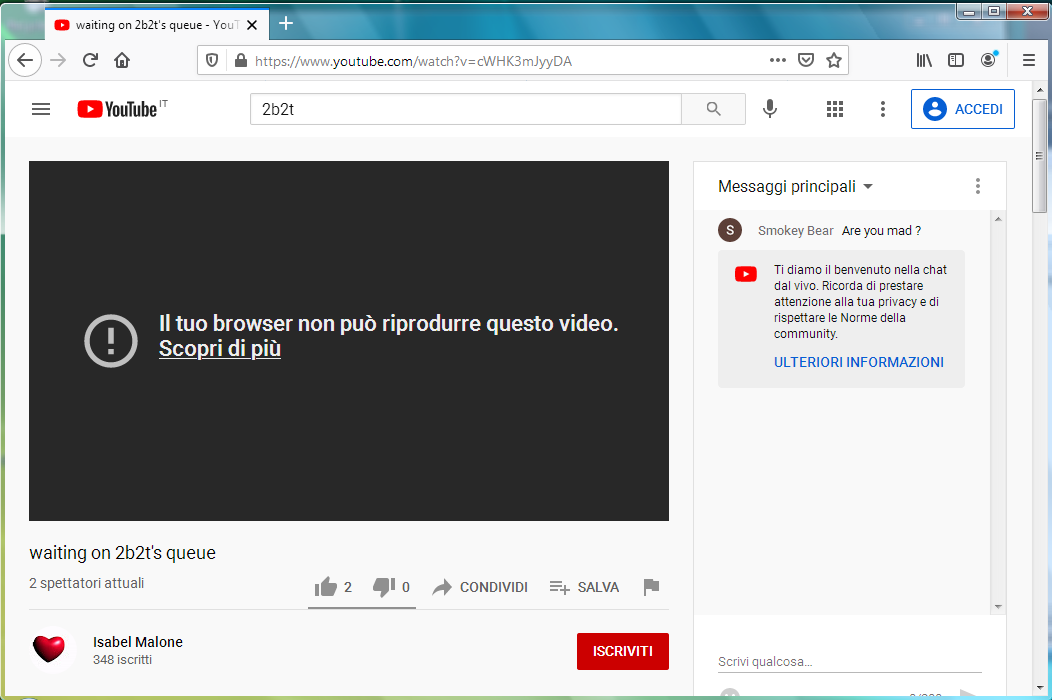 waiting on 2b2t's queue - YouT
https://www.youtube.com/watch?v=cWHK3mJyyDA
YouTube IT
2b2t
ACCEDI
Il tuo browser non può riprodurre questo video.
Scopri di più
Messaggi principali
S Smokey Bear Are you mad ?
Ti diamo il benvenuto nella chat
dal vivo. Ricorda di prestare
attenzione alla tua privacy e di
rispettare le Norme della
community.
ULTERIORI INFORMAZIONI
waiting on 2b2t's queue
2 spettatori attuali
2
0
CONDIVIDI
SALVA
Isabel Malone
348 iscritti
ISCRIVITI
Scrivi qualcosa...